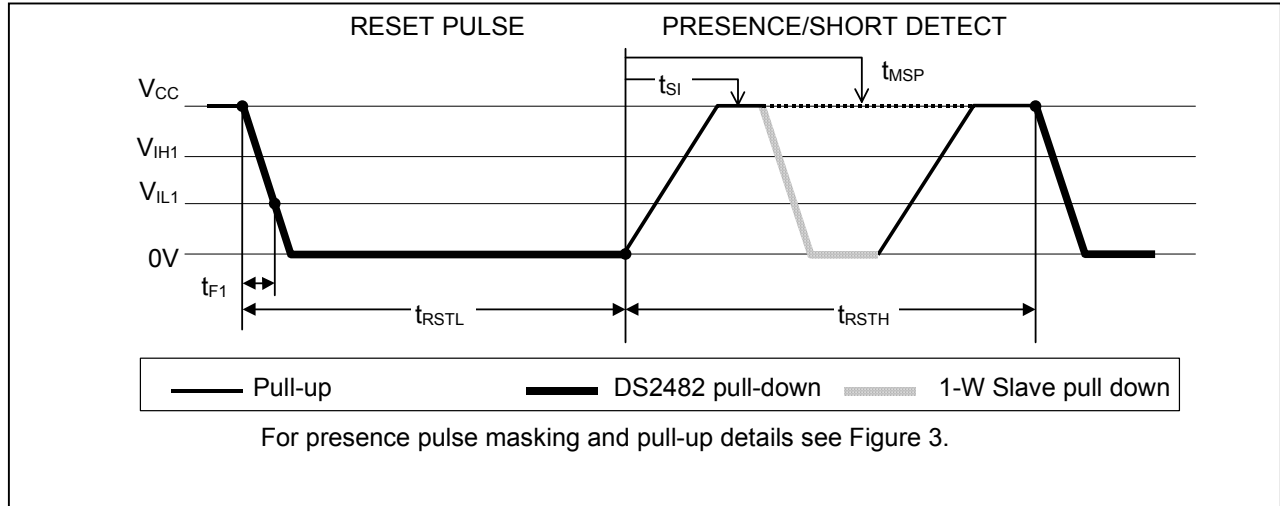 RESET PULSE PRESENCE/SHORT DETECT
tMSP
tSI
VCC
VIH1
VIL1
0V
tF1
tRSTL tRSTH
Pull-up DS2482 pull-down 1-W Slave pull down
For presence pulse masking and pull-up details see Figure 3.